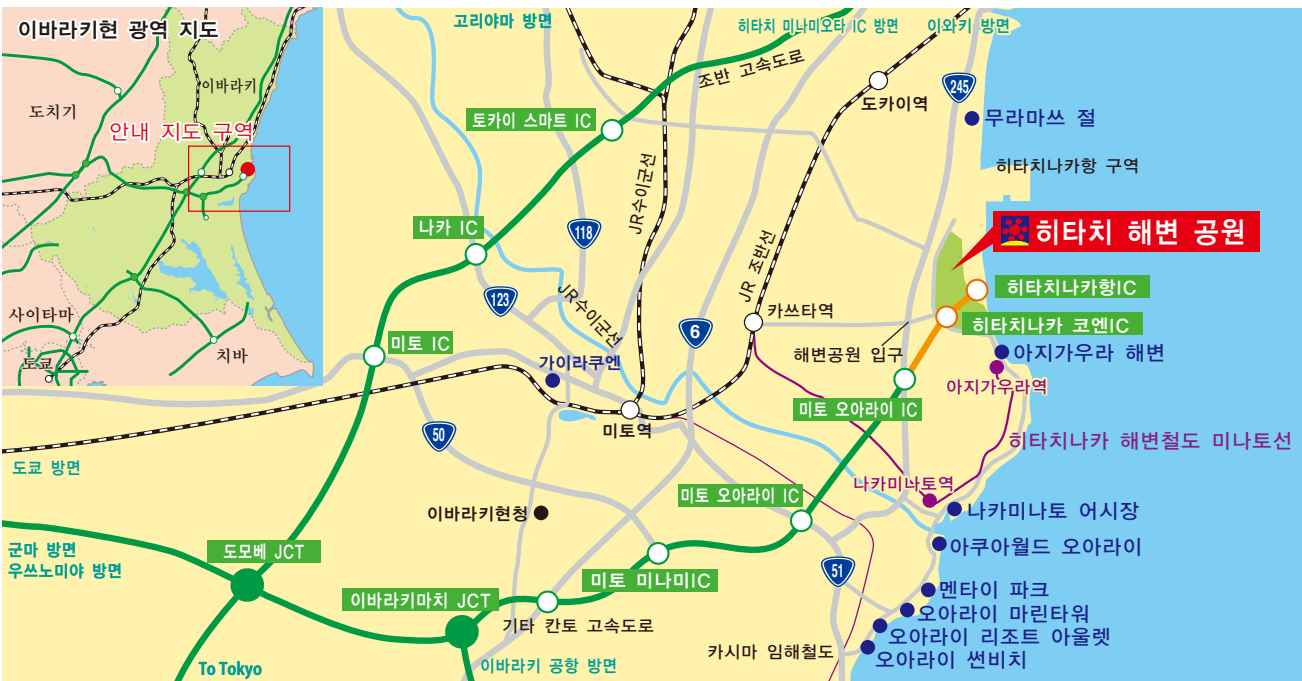 이바라키현 광역 지도
이바라키
도치기
안내 지도 구역
사이타마
도쿄
치바
고리야마 방면
히타치 미나미오타 IC 방면
이와키 방면
조반 고속도로
도카이역
245
무라마쓰 절
토카이 스마트 IC
히타치나카항 구역
JR수이군선
118
나카 IC
히타치 해변 공원
JR 조반선
123
히타치나카항IC
JR수이군선
카쓰타역
6
히타치나카 코엔IC
미토 IC
해변공원 입구
아지가우라 해변
가이라쿠엔
아지가우라역
미토 오아라이 IC
미토역
50
히타치나카 해변철도 미나토선
도쿄 방면
나카미나토역
미토 오아라이 IC
이바라키현청
나카미나토 어시장
군마 방면
우쓰노미야 방면
도모베 JCT
아쿠아월드 오아라이
51
미토 미나미IC
멘타이 파크
이바라키마치 JCT
오아라이 마린타워
기타 칸토 고속도로
오아라이 리조트 아울렛
카시마 임해철도
오아라이 썬비치
To Tokyo
이바라키 공항 방면